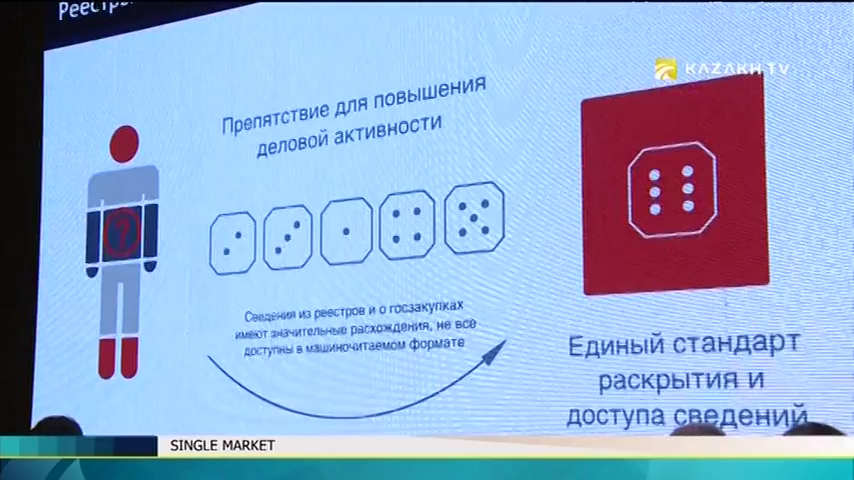 KAZAKH TV
Препятствие для повышения
деловой активности
Сведения из реестров и о госзакупках
имеют значительные расхождения, не все
доступны в машиночитаемом формате
Единый стандарт
раскрытия и
доступа сведений
SINGLE MARKET